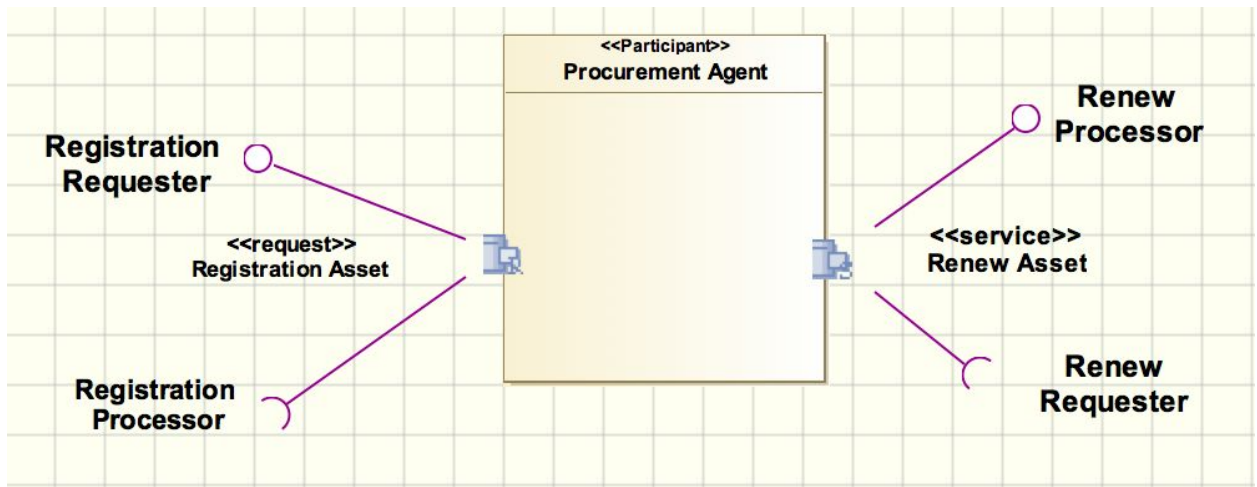 <<Participant>>
Procurement Agent
Registration
Requester
<<request>>
Registration Asset
Registration
Processor
Renew
Processor
<<service>>
Renew Asset
Renew
Requester